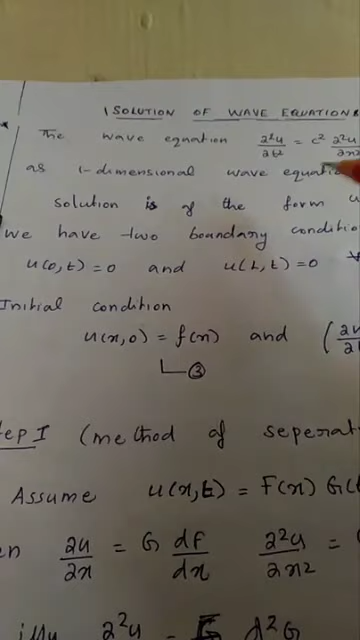 SOLUTION OF WAVE EQUATION
The wave equation ∂²u/∂t² = c² ∂²u/∂x²
as 1-dimensional wave equation
solution is of the form u
we have two boundary condition
u(0,t)=0 and u(L,t)=0
Initial condition
u(x,0) = f(x) and (∂u/∂
③
Step I (method of seperat
Assume u(x,t) = F(x) G(t
∂u/∂x = G dF/dx ∂²u/∂x² =
∂²u d²G